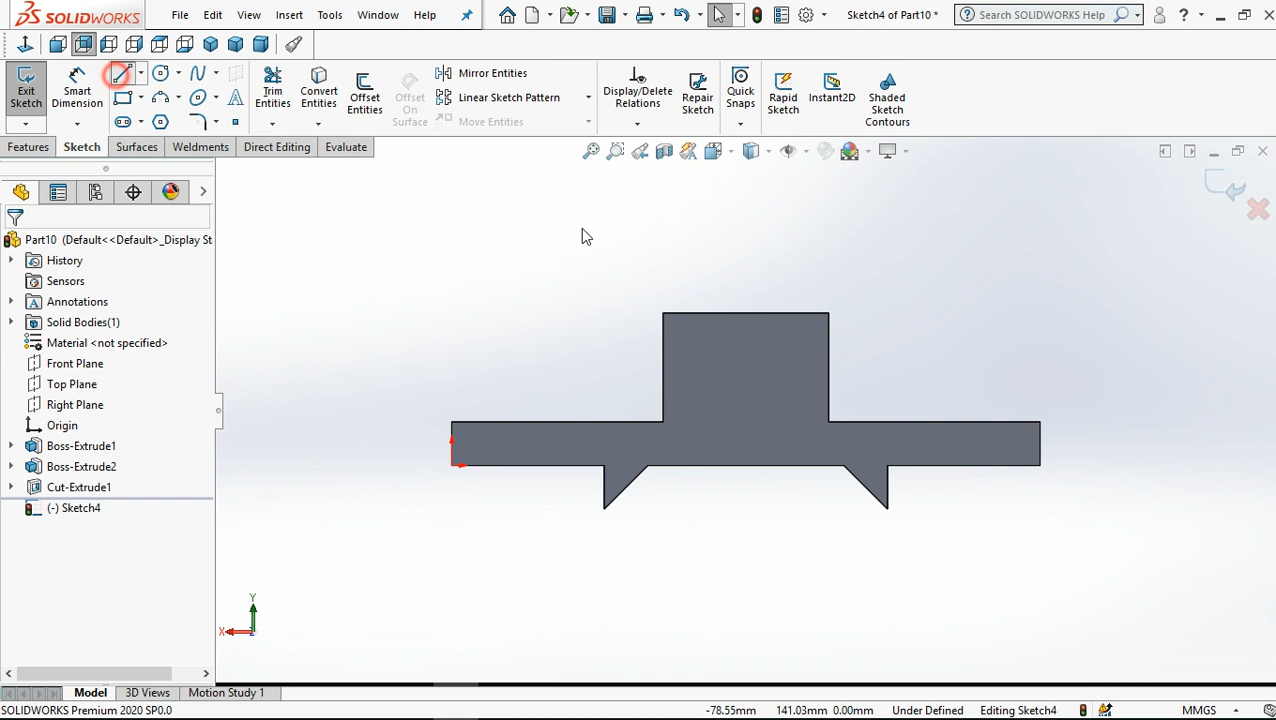 SOLIDWORKS File Edit View Insert Tools Window Help Sketch4 of Part10 * Search SOLIDWORKS Help
Exit Sketch
Smart Dimension
Trim Entities
Convert Entities
Offset Entities
Offset On Surface
Mirror Entities
Linear Sketch Pattern
Move Entities
Display/Delete Relations
Repair Sketch
Quick Snaps
Rapid Sketch
Instant2D
Shaded Sketch Contours
Features Sketch Surfaces Weldments Direct Editing Evaluate
Part10 (Default<<Default>_Display St
History
Sensors
Annotations
Solid Bodies(1)
Material <not specified>
Front Plane
Top Plane
Right Plane
Origin
Boss-Extrude1
Boss-Extrude2
Cut-Extrude1
(-) Sketch4
Y
X
Model 3D Views Motion Study 1
SOLIDWORKS Premium 2020 SP0.0 -78.55mm 141.03mm 0.00mm Under Defined Editing Sketch4 MMGS